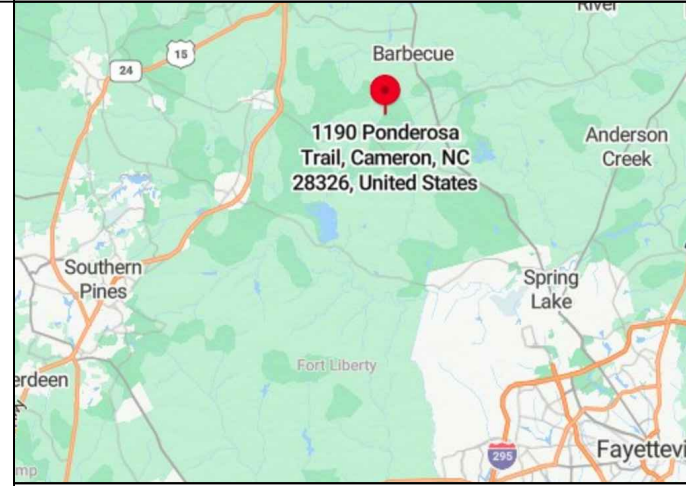 River
15
24
Barbecue
1190 Ponderosa
Trail, Cameron, NC
28326, United States
Anderson
Creek
Southern
Pines
Spring
Lake
Fort Liberty
erdeen
295
Fayettevi
mp